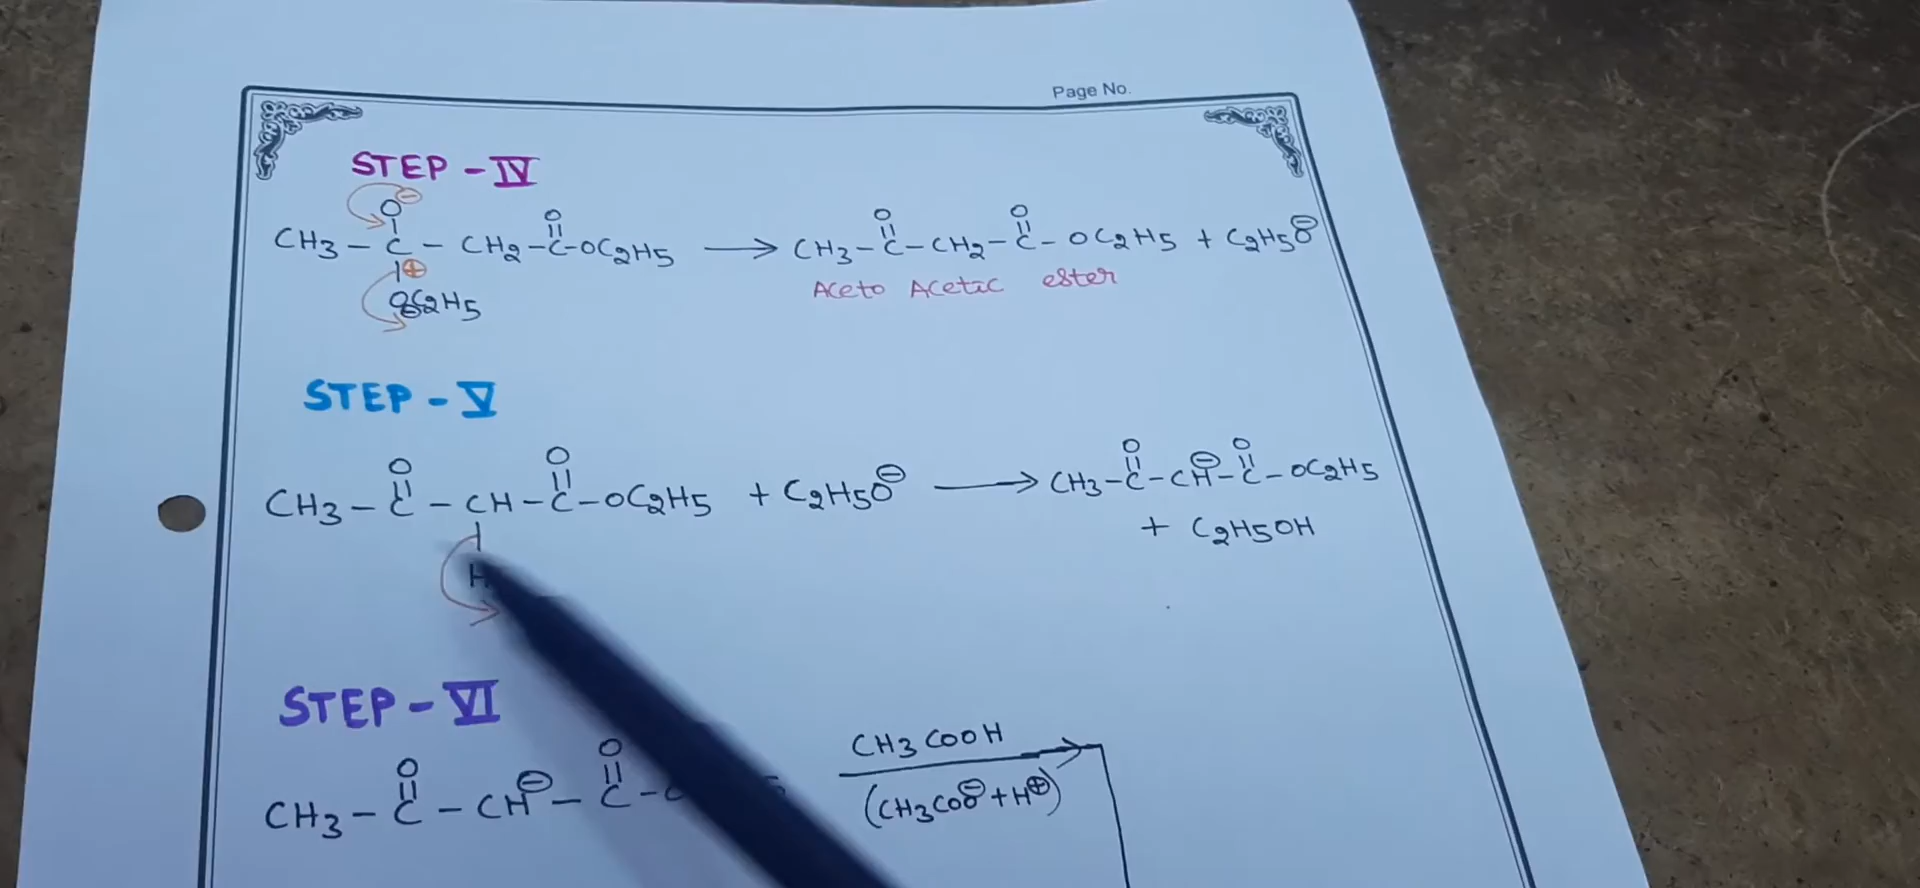 Page No.
STEP - IV
O⊖
CH3 – C – CH2 – C – OC2H5 ⟶ CH3 – C – CH2 – C – OC2H5 + C2H5O⊖
O O O
⊕
OC2H5
Aceto Acetic ester
STEP - V
O O O O
CH3 – C – CH – C – OC2H5 + C2H5O⊖ ⟶ CH3 – C – CH⊖ – C – OC2H5
H
+ C2H5OH
STEP - VI
O O
CH3 – C – CH⊖ – C –
CH3COOH
(CH3COO⊖ + H⊕)